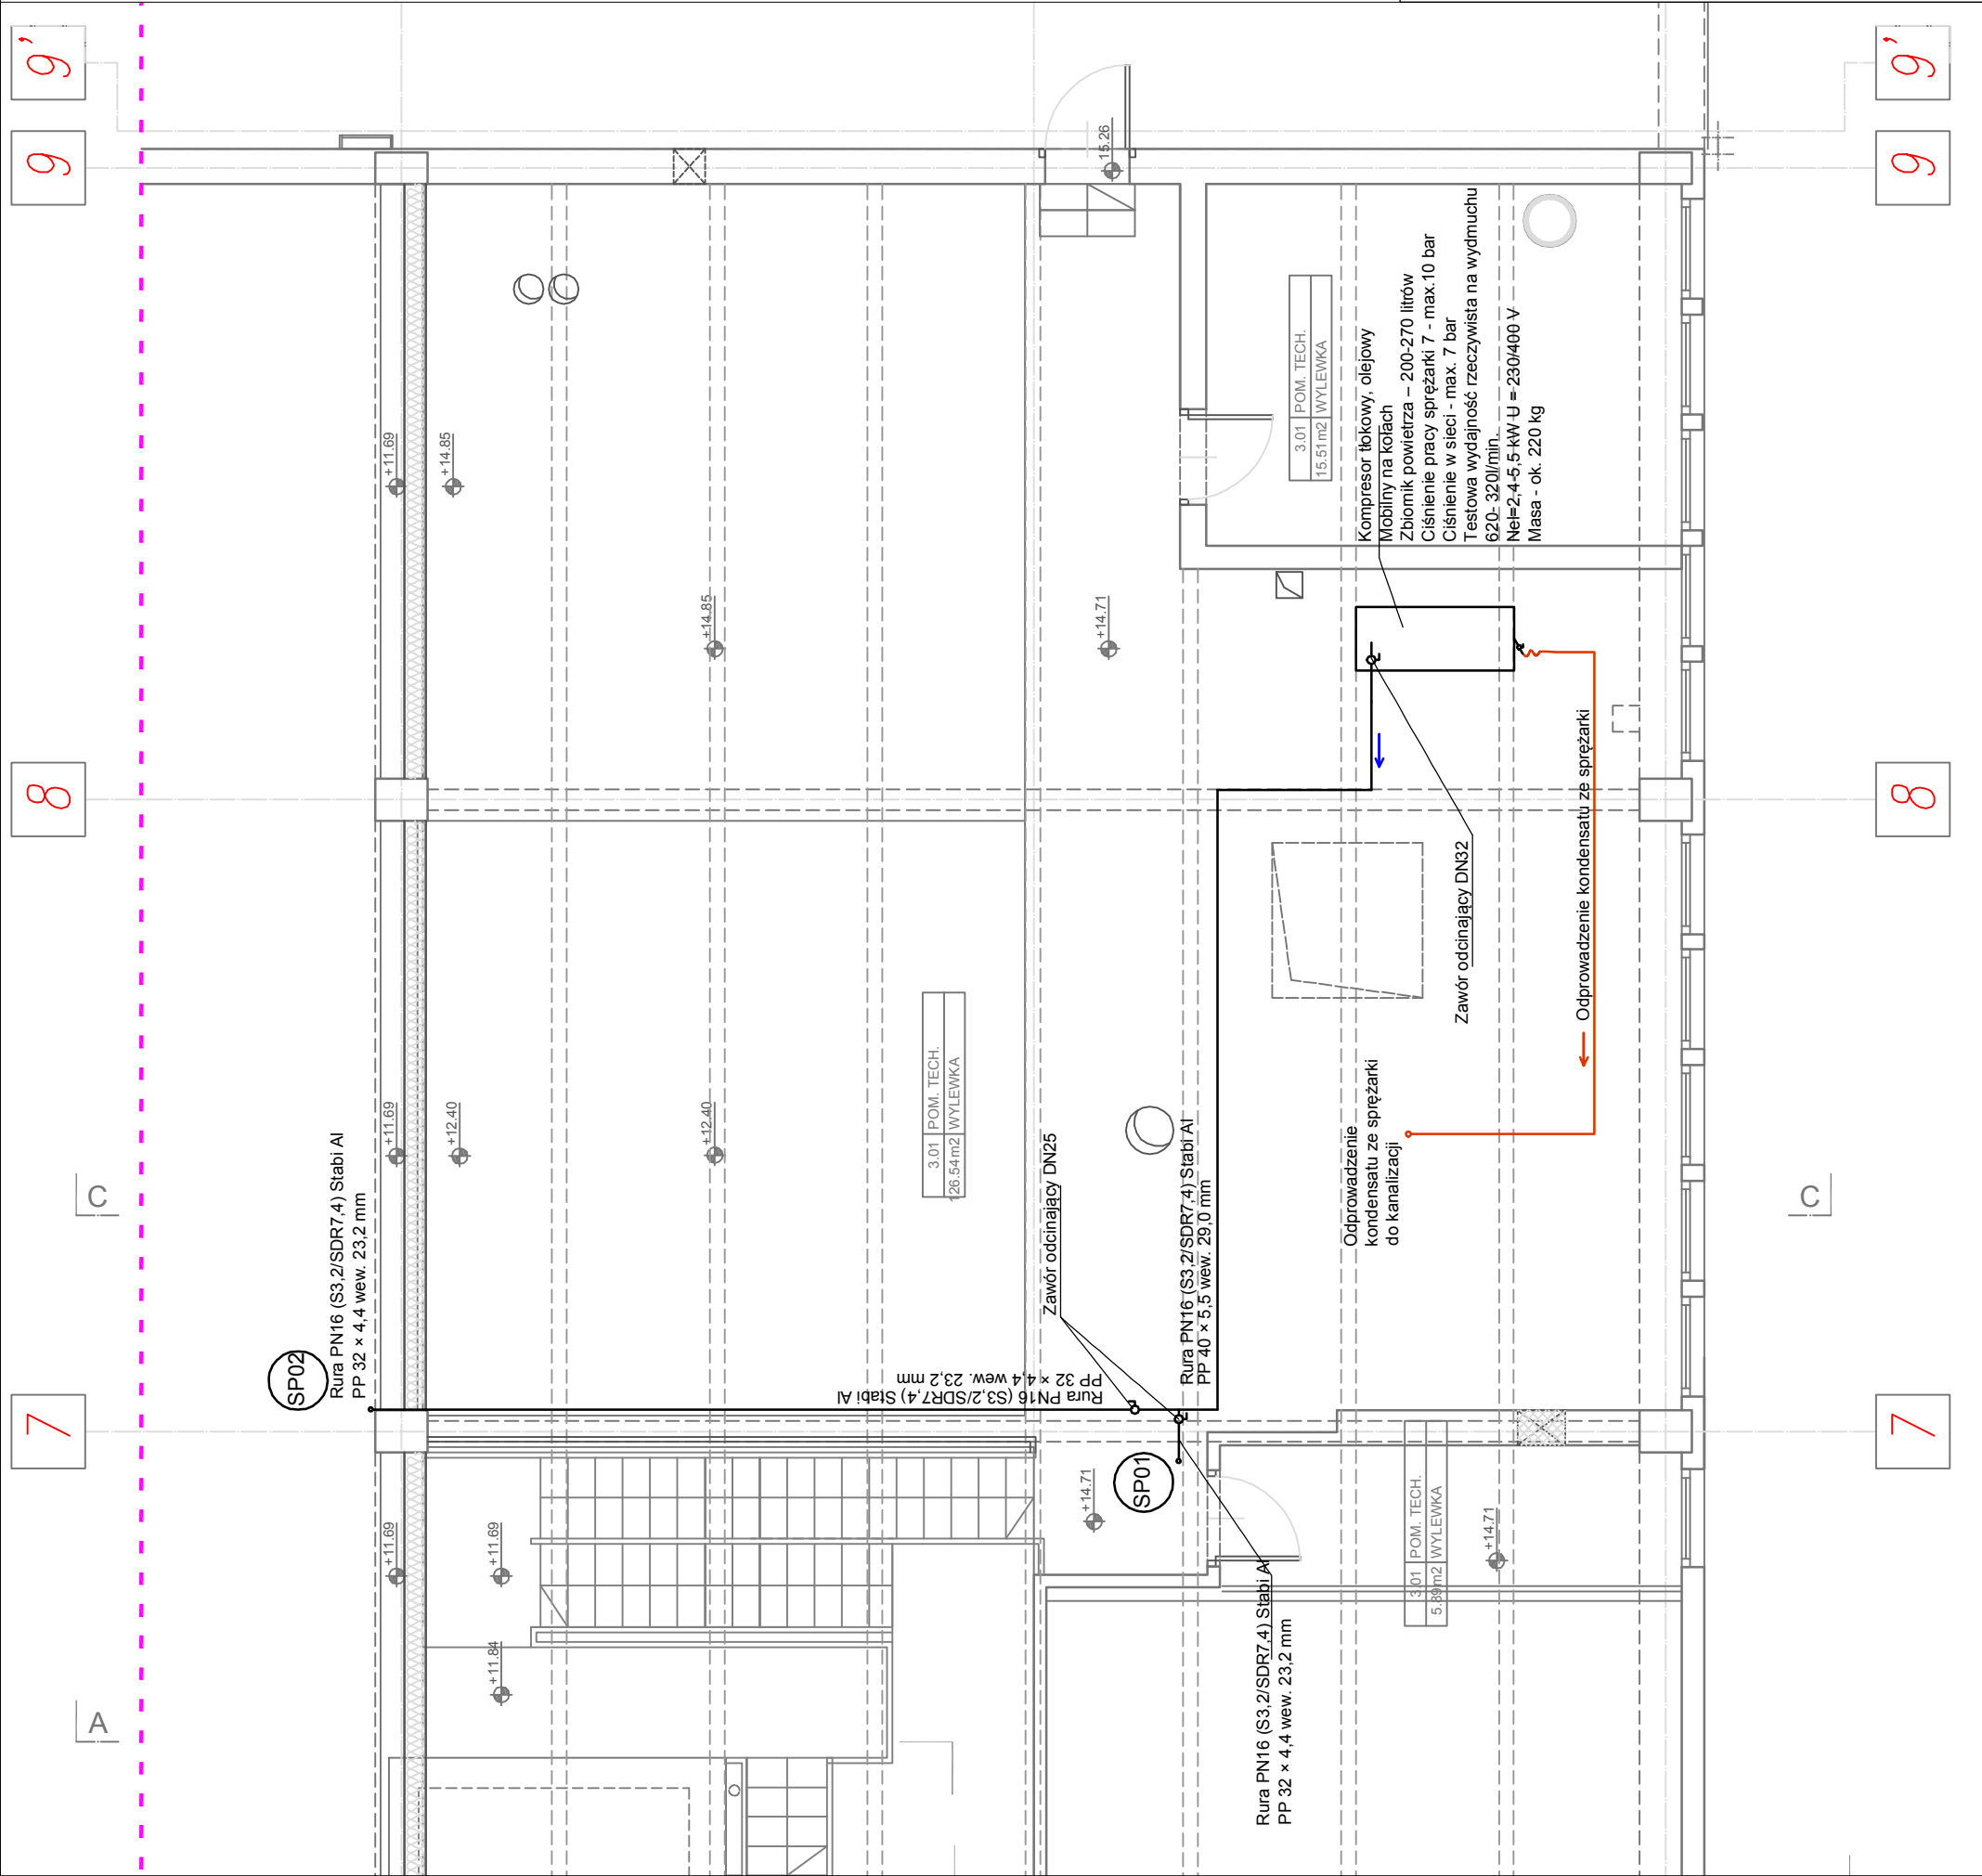 9'
9
8
7
9'
9
8
7
C
A
C
15.26
+11.69
+14.85
+14.85
+14.71
3.01 POM. TECH.
15.51m2 WYLEWKA
Kompresor tłokowy, olejowy
Mobilny na kołach
Zbiornik powietrza – 200-270 litrów
Ciśnienie pracy sprężarki 7 - max.10 bar
Ciśnienie w sieci - max. 7 bar
Testowa wydajność rzeczywista na wydmuchu
620- 320l/min.
Nel=2,4-5,5 kW U = 230/400 V
Masa - ok. 220 kg
Zawór odcinający DN32
Odprowadzenie kondensatu ze sprężarki
Odprowadzenie
kondensatu ze sprężarki
do kanalizacji
+11.69
+12.40
+12.40
3.01 POM. TECH.
126.54m2 WYLEWKA
SP02
Rura PN16 (S3,2/SDR7,4) Stabi Al
PP 32 × 4,4 wew. 23,2 mm
Rura PN16 (S3,2/SDR7,4) Stabi Al
PP 32 × 4,4 wew. 23,2 mm
Zawór odcinający DN25
Rura PN16 (S3,2/SDR7,4) Stabi Al
PP 40 × 5,5 wew. 29,0 mm
SP01
+14.71
+11.69
+11.69
+11.84
3.01 POM. TECH.
5.89m2 WYLEWKA
+14.71
Rura PN16 (S3,2/SDR7,4) Stabi Al
PP 32 × 4,4 wew. 23,2 mm